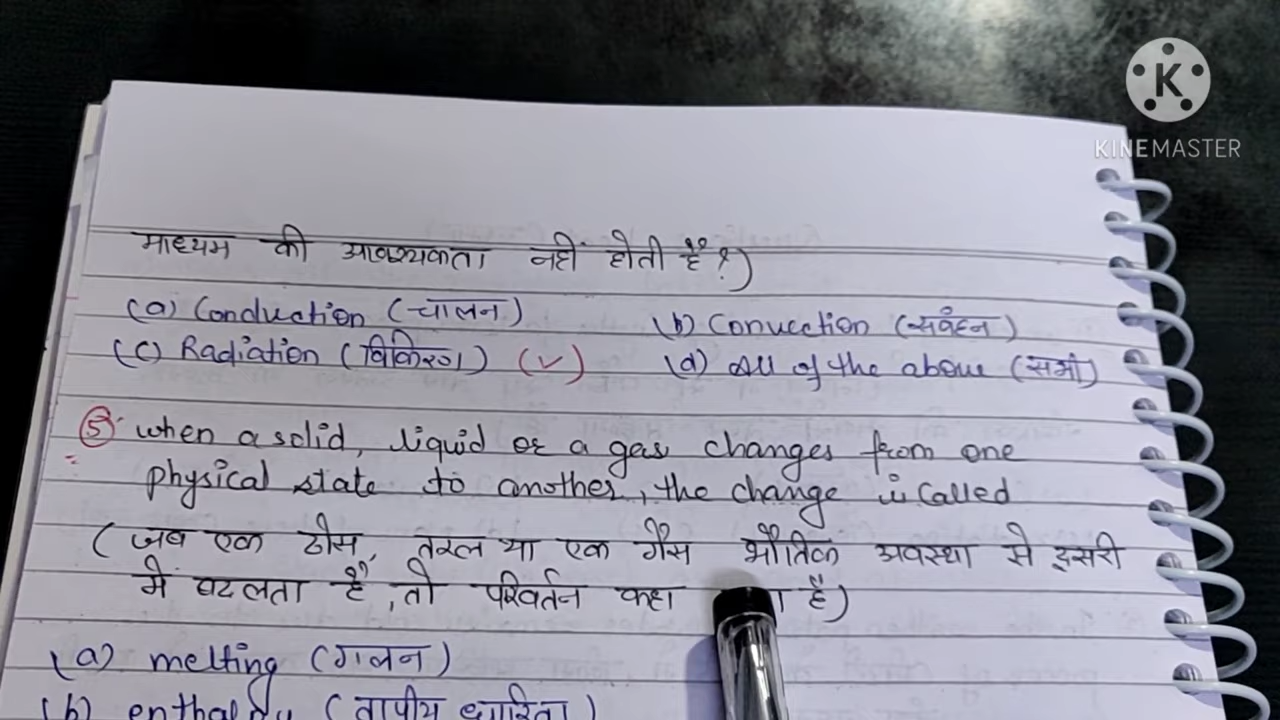 K
KINEMASTER
माध्यम की आवश्यकता नहीं होती है?)
(a) Conduction (चालन) (b) Convection (संवहन)
(c) Radiation (विकिरण) (✓) (d) All of the above (सभी)
5 when a solid, liquid or a gas changes from one
physical state to another, the change is called
(जब एक ठोस, तरल या एक गैस भौतिक अवस्था से दूसरी
में बदलता है, तो परिवर्तन कहा है)
(a) melting (गलन)
(b) enthalpy (तापीय धारिता)